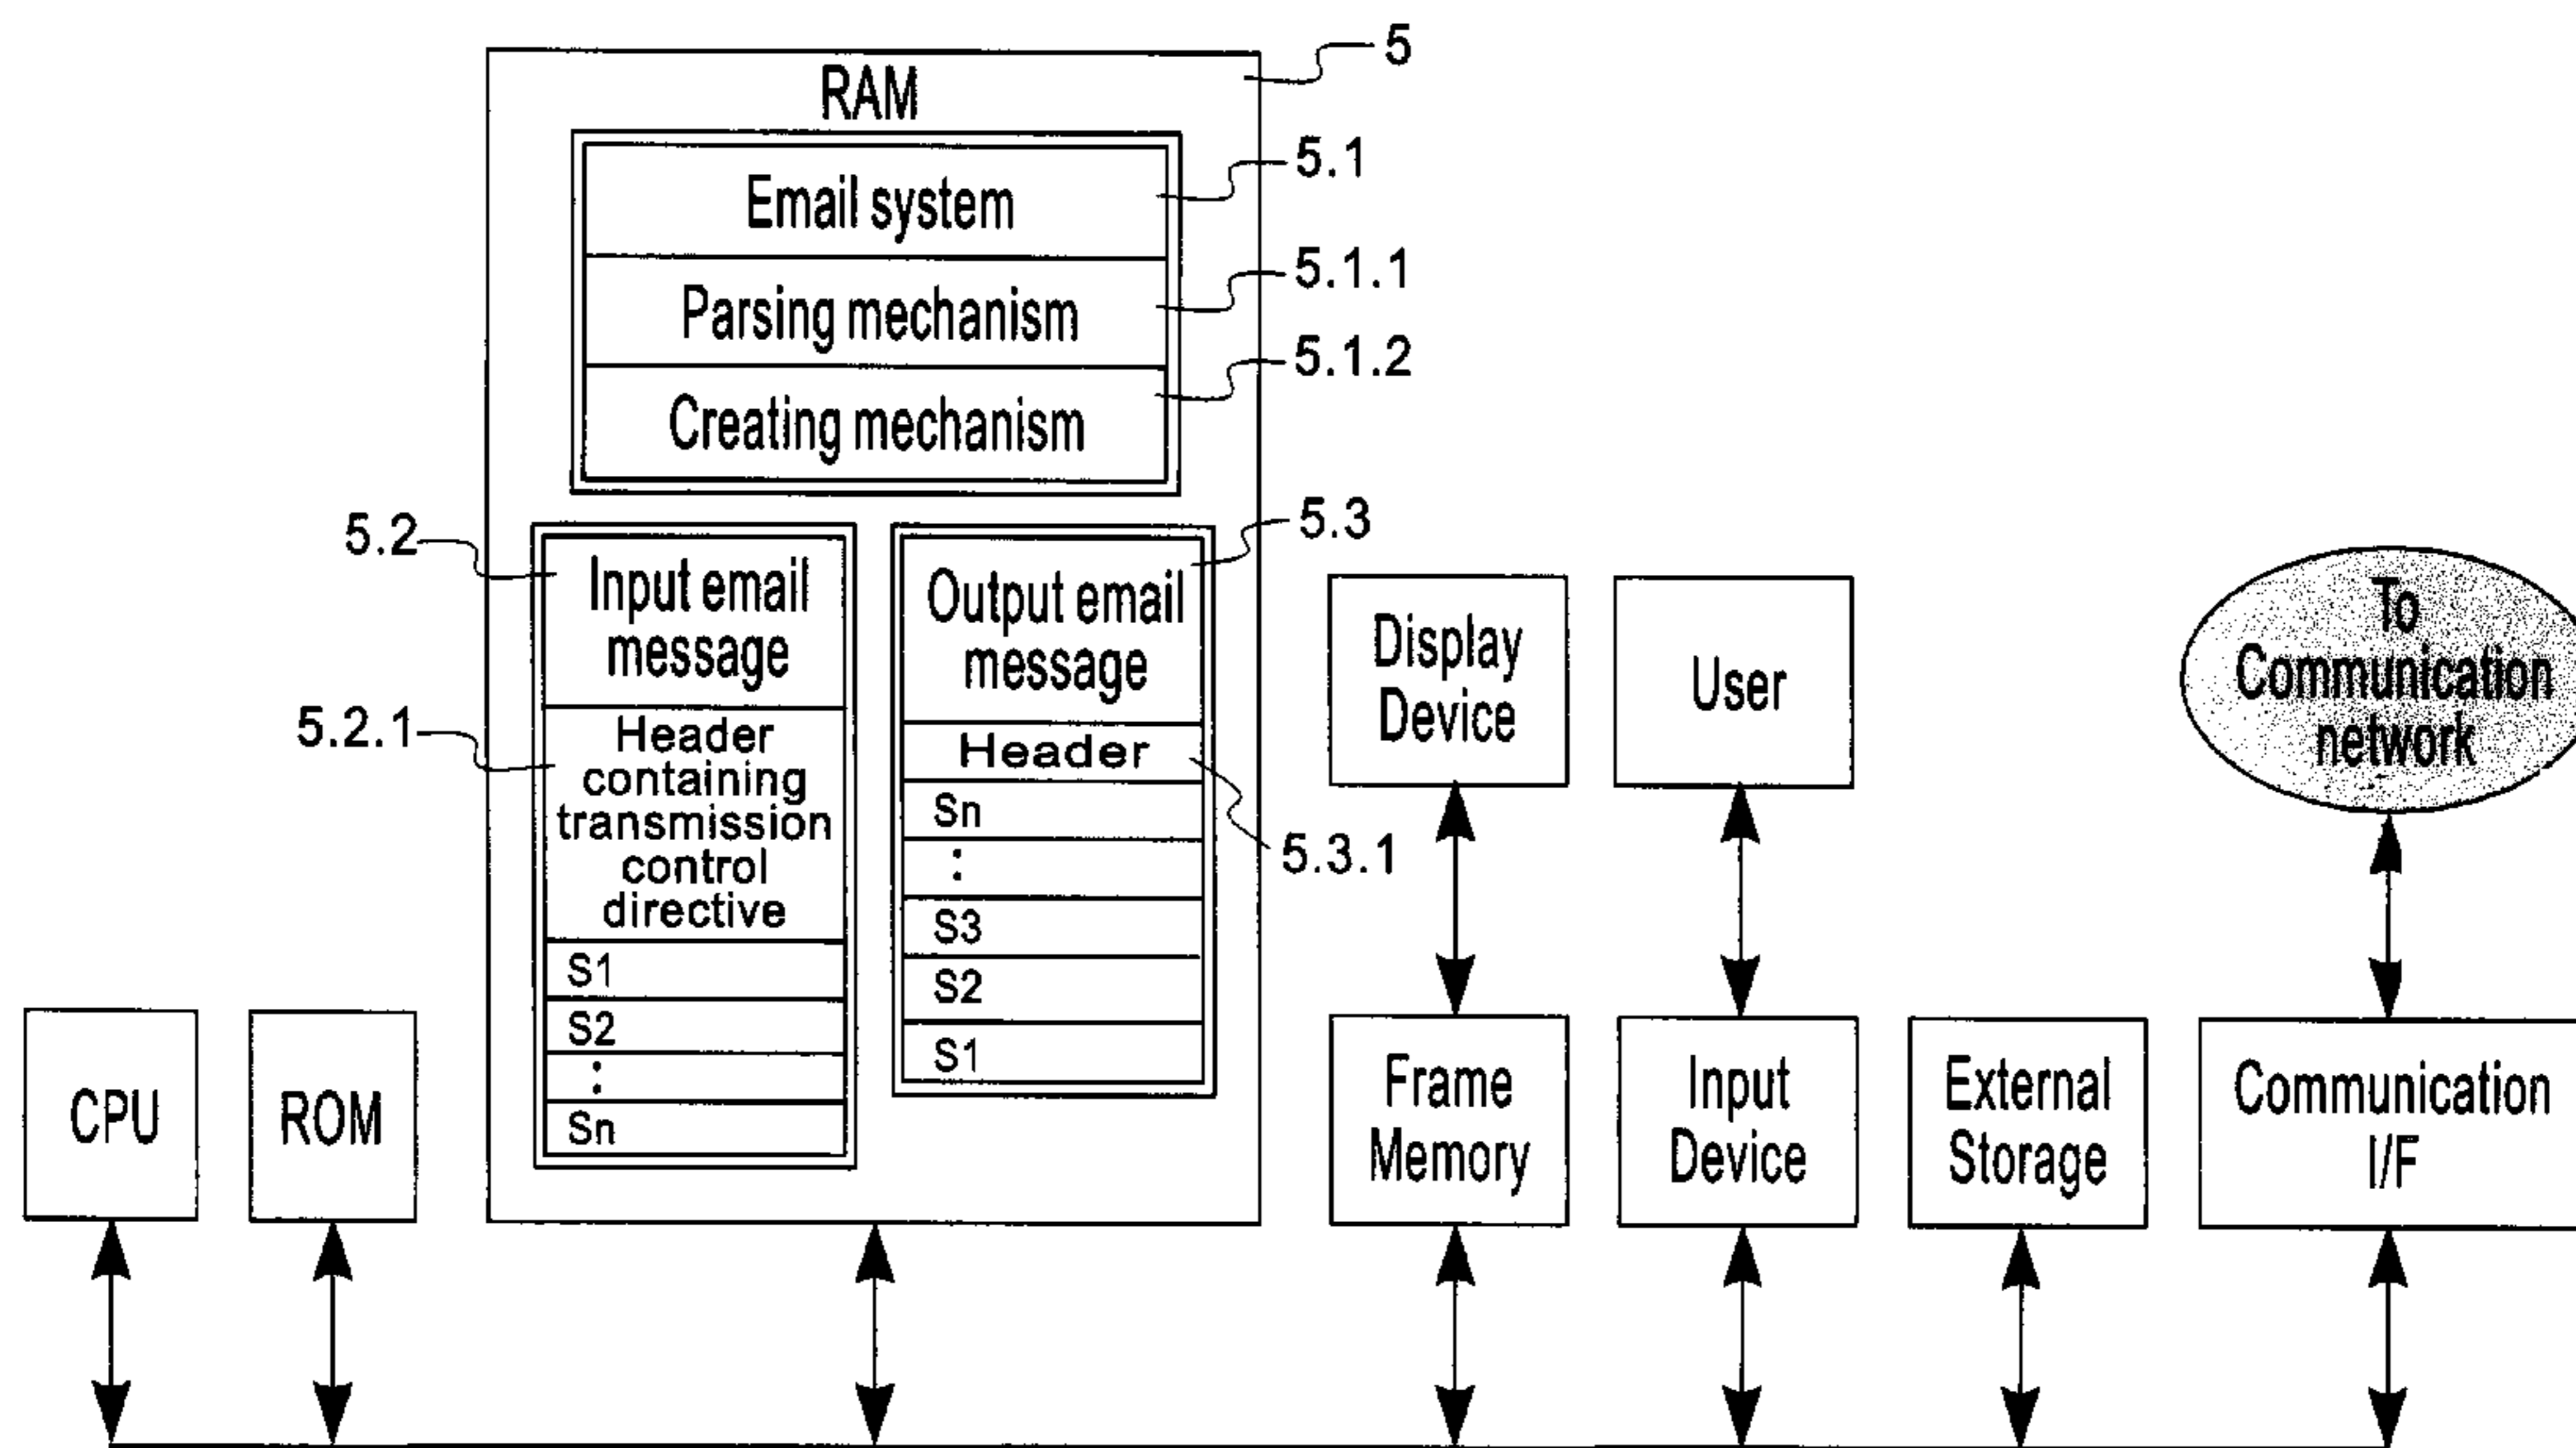 5
RAM
5.1
Email system
5.1.1
Parsing mechanism
5.1.2
Creating mechanism
5.2
Input email
message
5.2.1
Header
containing
transmission
control
directive
S1
S2
:
Sn
5.3
Output email
message
Header
5.3.1
Sn
:
S3
S2
S1
Display
Device
User
To
Communication
network
CPU
ROM
Frame
Memory
Input
Device
External
Storage
Communication
I/F